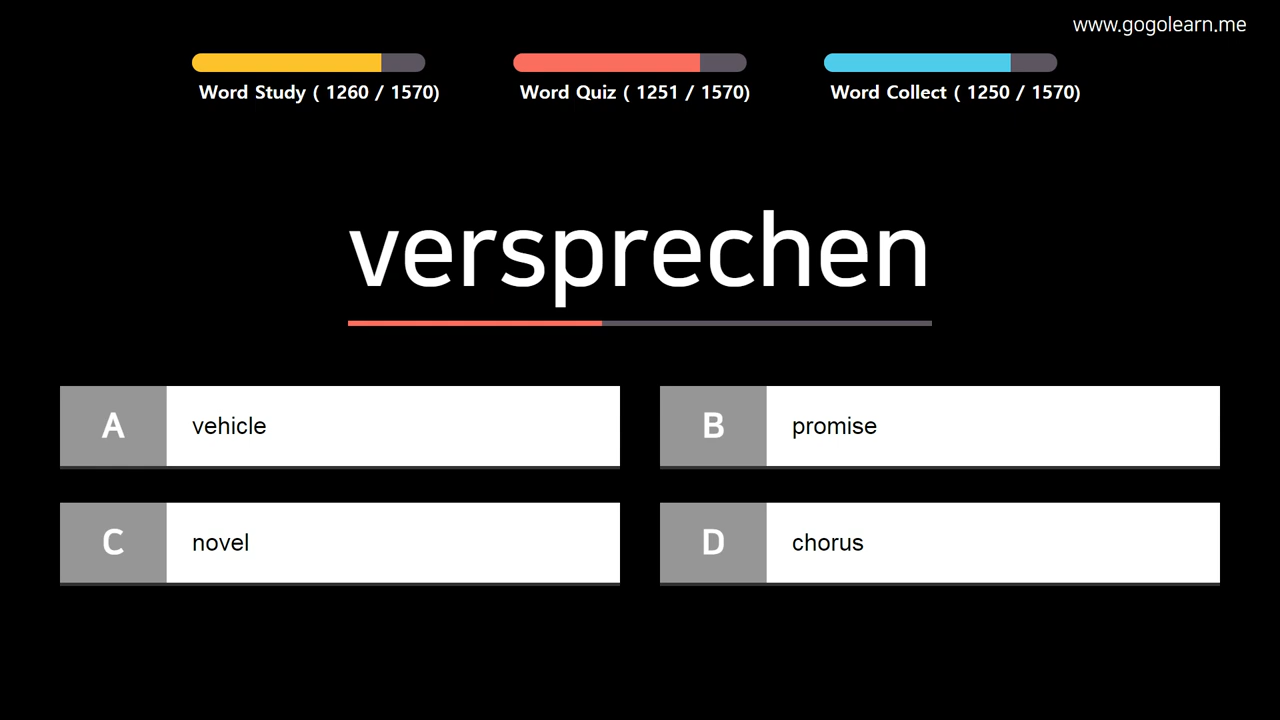 www.gogolearn.me
Word Study ( 1260 / 1570)
Word Quiz ( 1251 / 1570)
Word Collect ( 1250 / 1570)
versprechen
A vehicle
B promise
C novel
D chorus